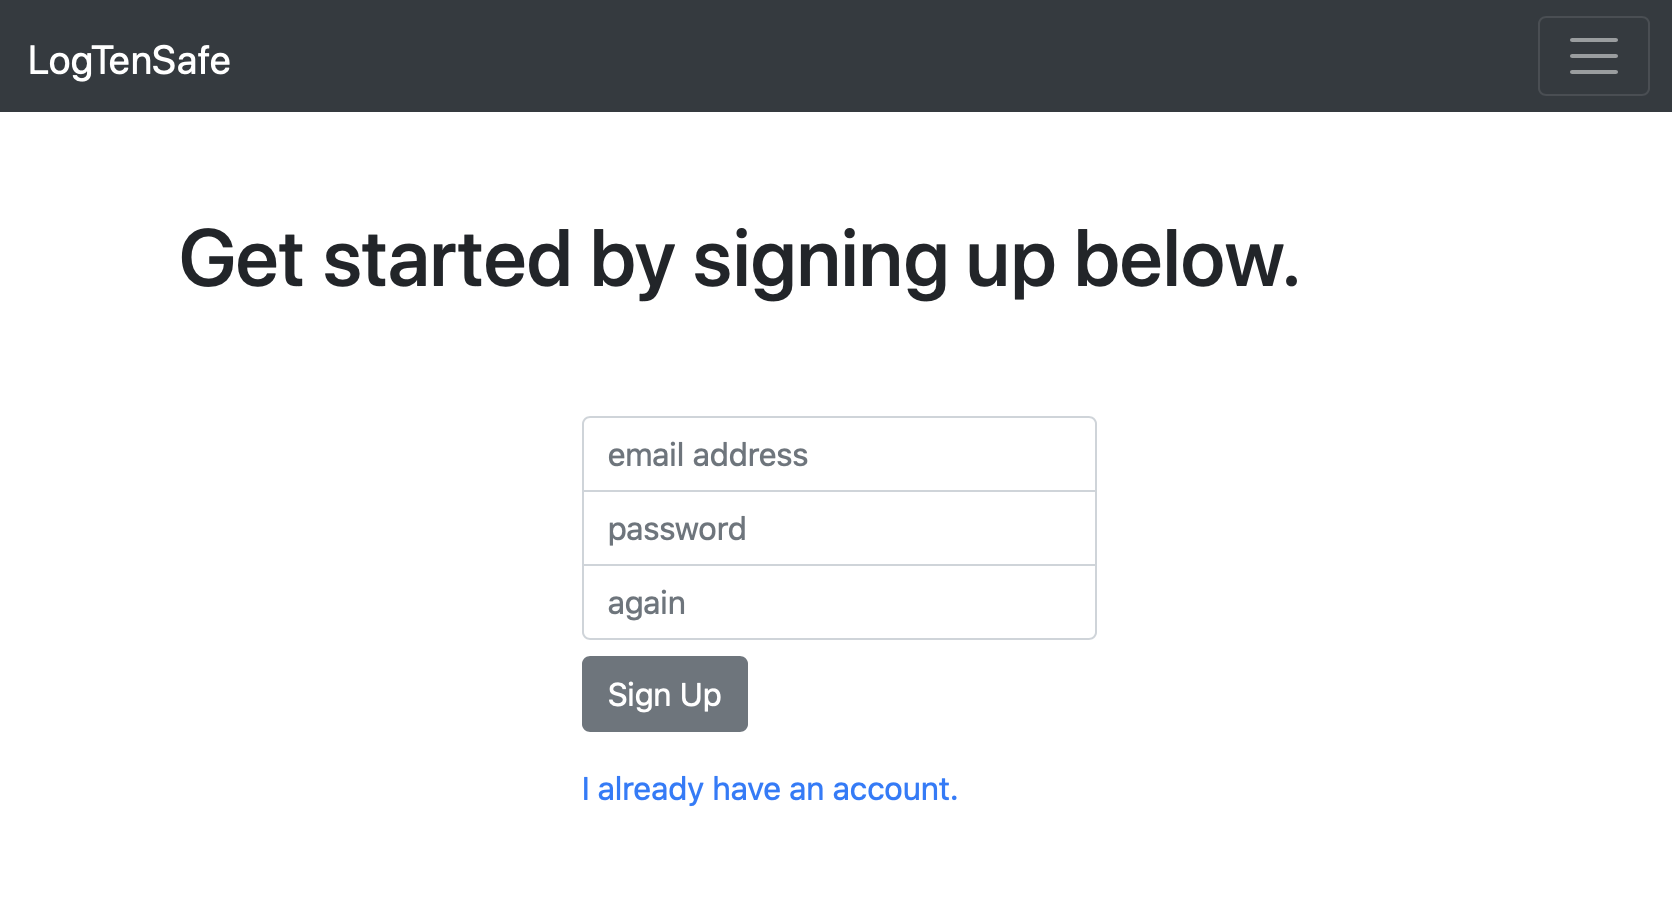 LogTenSafe
Get started by signing up below.
email address
password
again
Sign Up
I already have an account.